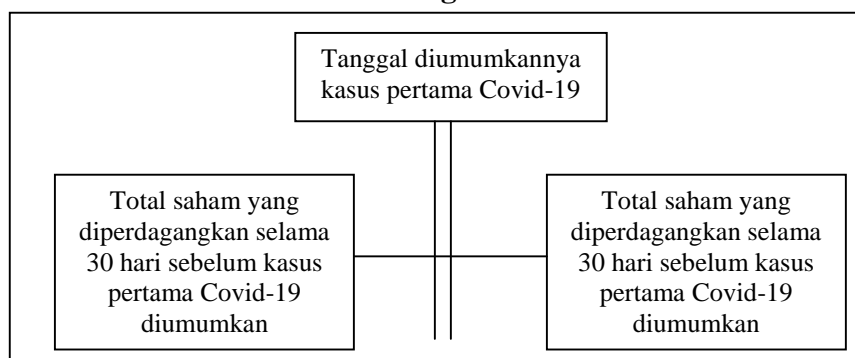 Tanggal diumumkannya
kasus pertama Covid-19
Total saham yang
diperdagangkan selama
30 hari sebelum kasus
pertama Covid-19
diumumkan
Total saham yang
diperdagangkan selama
30 hari sebelum kasus
pertama Covid-19
diumumkan